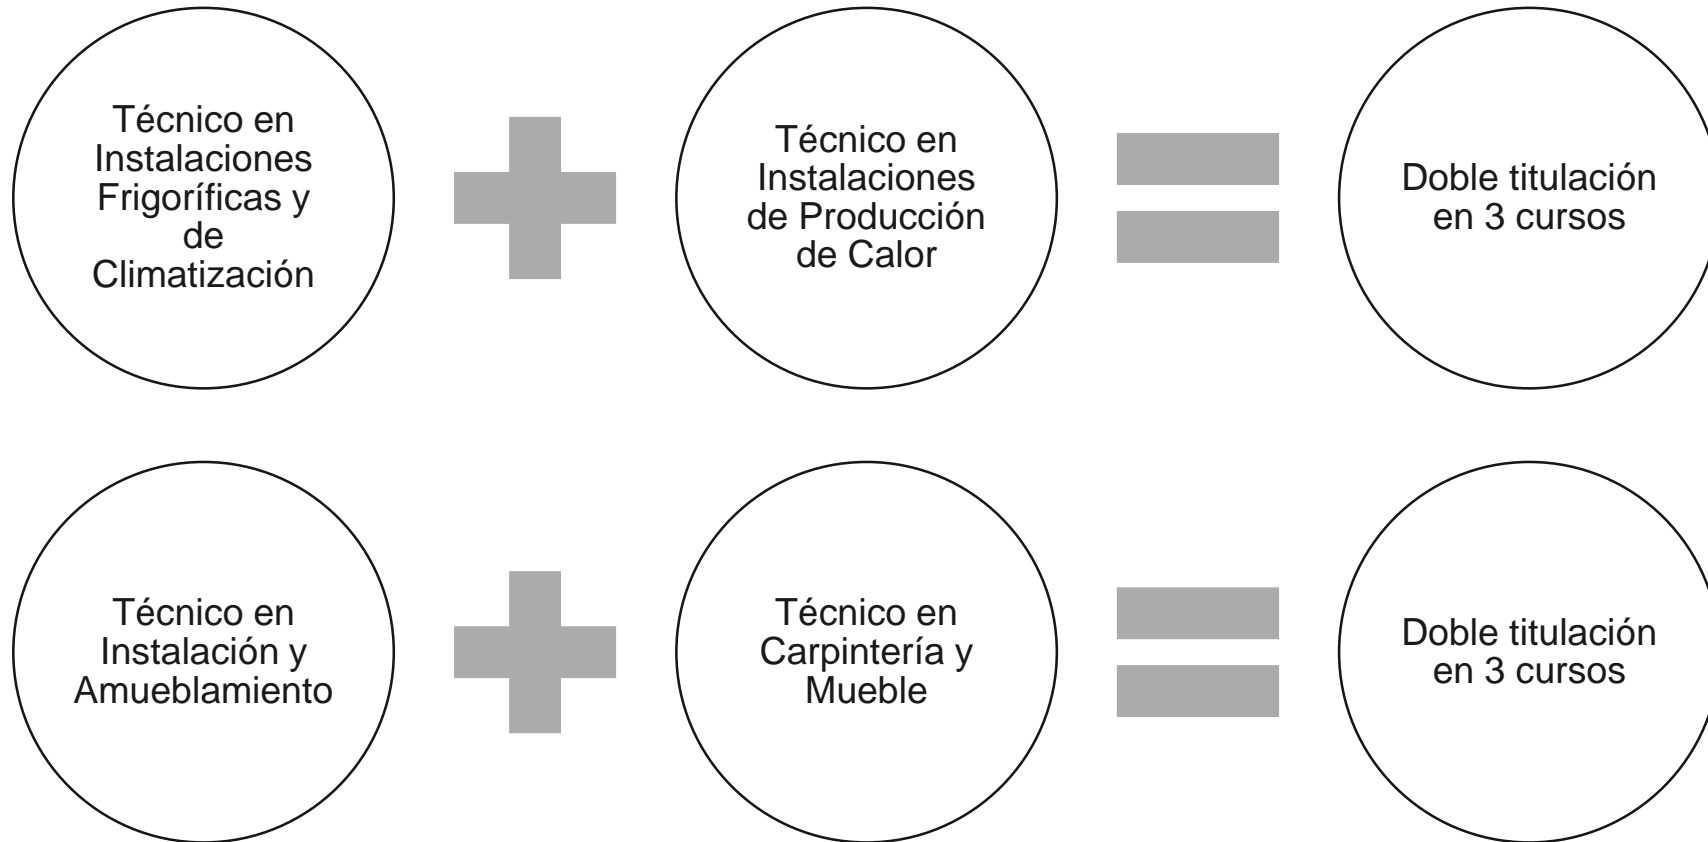 Técnico en
Instalaciones
Frigoríficas y
de
Climatización
Técnico en
Instalaciones
de Producción
de Calor
Doble titulación
en 3 cursos
Técnico en
Instalación y
Amueblamiento
Técnico en
Carpintería y
Mueble
Doble titulación
en 3 cursos